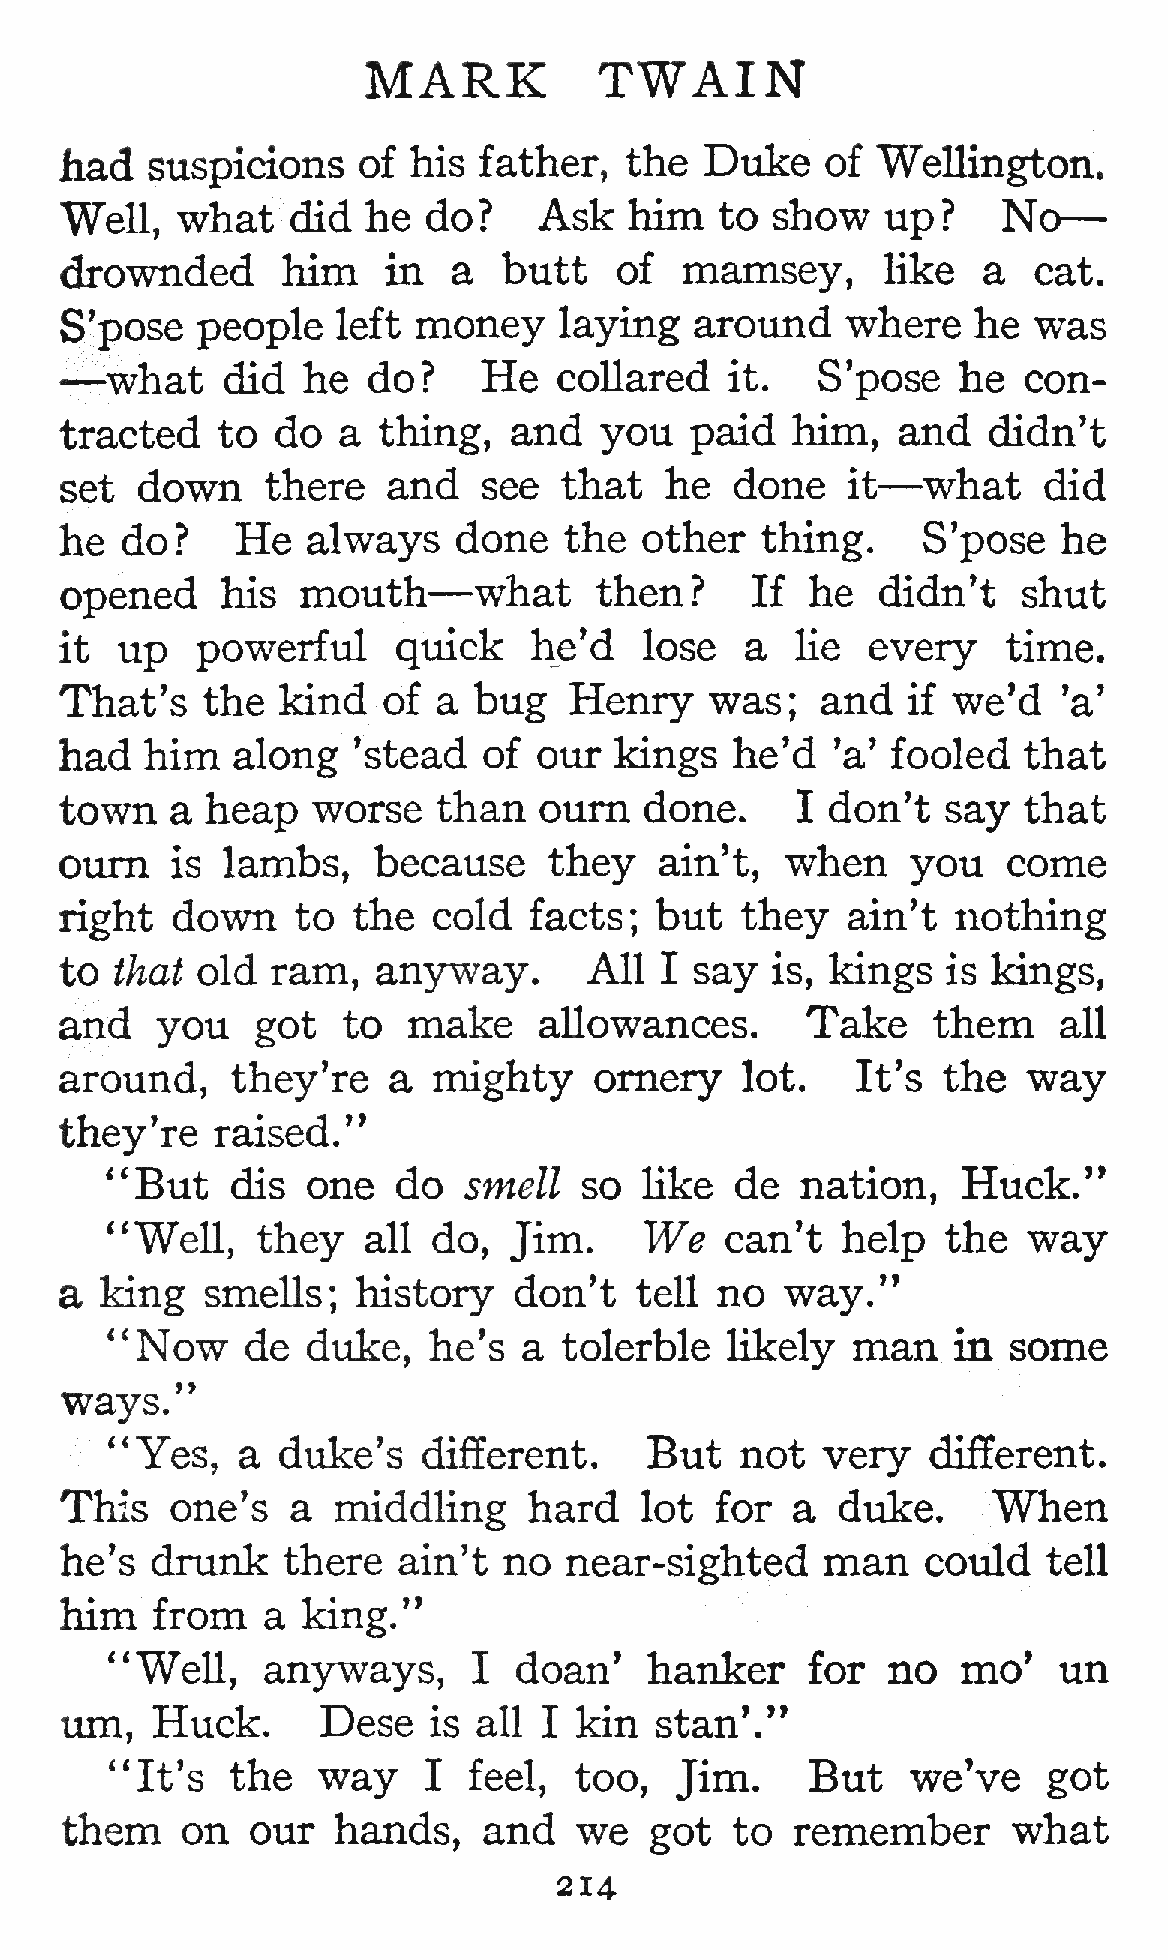 MARK TWAIN
had suspicions of his father, the Duke of Wellington.
Well, what did he do? Ask him to show up? No—
drownded him in a butt of mamsey, like a cat.
S'pose people left money laying around where he was
—what did he do? He collared it. S'pose he con-
tracted to do a thing, and you paid him, and didn't
set down there and see that he done it—what did
he do? He always done the other thing. S'pose he
opened his mouth—what then? If he didn't shut
it up powerful quick he'd lose a lie every time.
That's the kind of a bug Henry was; and if we'd 'a'
had him along 'stead of our kings he'd 'a' fooled that
town a heap worse than ourn done. I don't say that
ourn is lambs, because they ain't, when you come
right down to the cold facts; but they ain't nothing
to that old ram, anyway. All I say is, kings is kings,
and you got to make allowances. Take them all
around, they're a mighty ornery lot. It's the way
they're raised."
"But dis one do smell so like de nation, Huck."
"Well, they all do, Jim. We can't help the way
a king smells; history don't tell no way."
"Now de duke, he's a tolerble likely man in some
ways."
"Yes, a duke's different. But not very different.
This one's a middling hard lot for a duke. When
he's drunk there ain't no near-sighted man could tell
him from a king."
"Well, anyways, I doan' hanker for no mo' un
um, Huck. Dese is all I kin stan'."
"It's the way I feel, too, Jim. But we've got
them on our hands, and we got to remember what
214